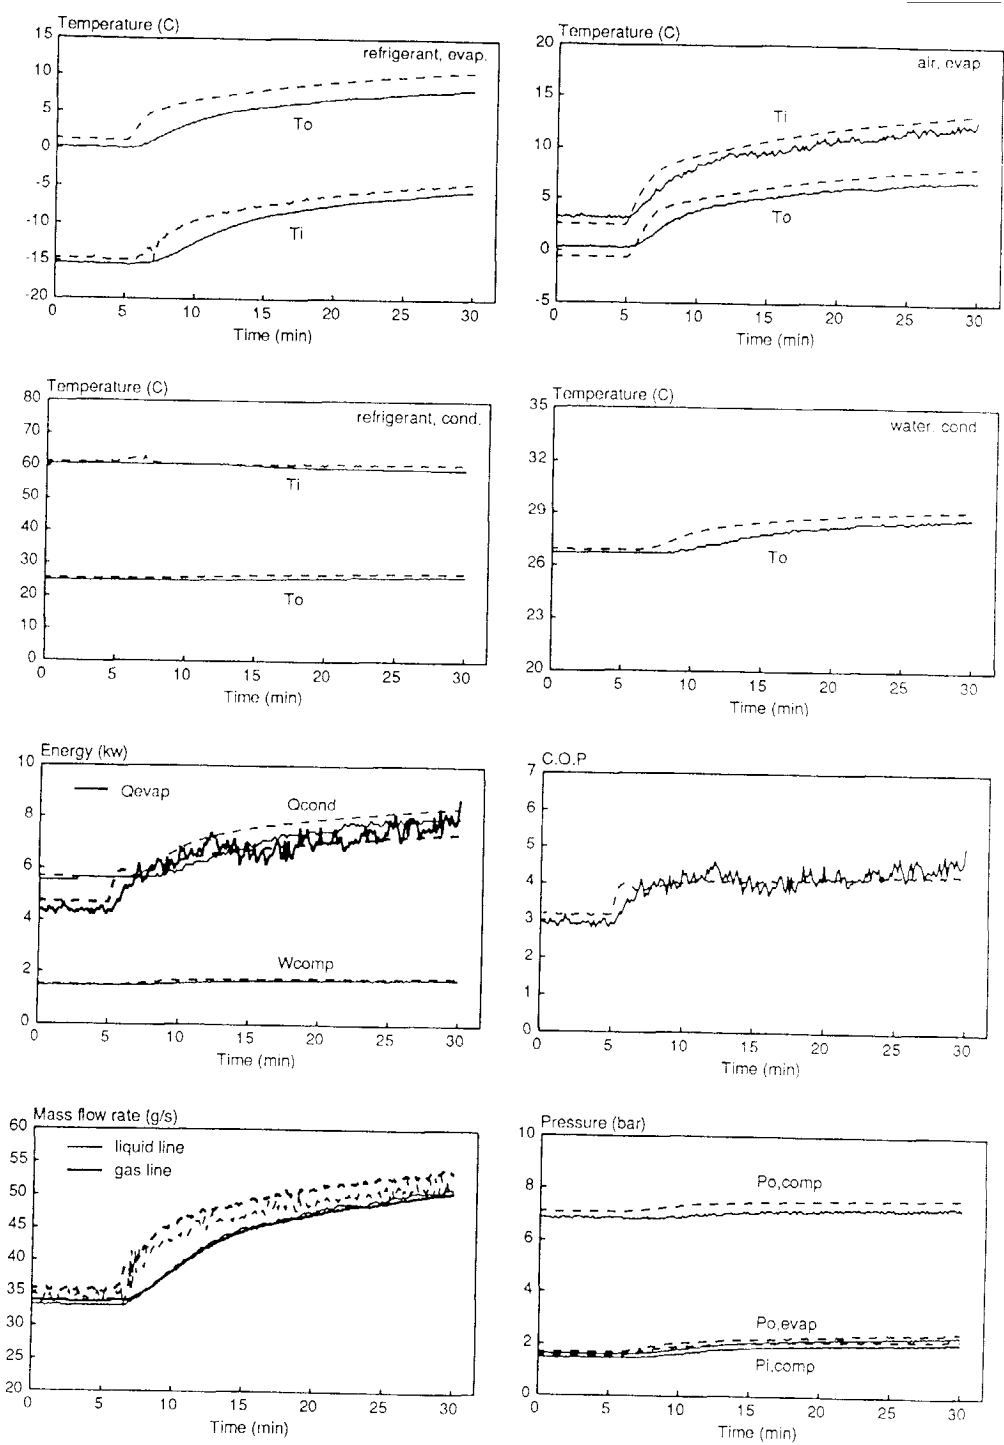 Temperature (C)
15
10
5
0
-5
-10
-15
-20
refrigerant, evap.
To
Ti
0 5 10 15 20 25 30
Time (min)
Temperature (C)
20
15
10
5
0
-5
air, evap
Ti
To
0 5 10 15 20 25 30
Time (min)
Temperature (C)
80
70
60
50
40
30
20
10
0
refrigerant, cond.
Ti
To
0 5 10 15 20 25 30
Time (min)
Temperature (C)
35
32
29
26
23
20
water, cond
To
0 5 10 15 20 25 30
Time (min)
Energy (kw)
10
8
6
4
2
0
Qevap
Qcond
Wcomp
0 5 10 15 20 25 30
Time (min)
C.O.P
7
6
5
4
3
2
1
0
0 5 10 15 20 25 30
Time (min)
Mass flow rate (g/s)
60
55
50
45
40
35
30
25
20
liquid line
gas line
0 5 10 15 20 25 30
Time (min)
Pressure (bar)
10
8
6
4
2
0
Po,comp
Po,evap
Pi,comp
0 5 10 15 20 25 30
Time (min)